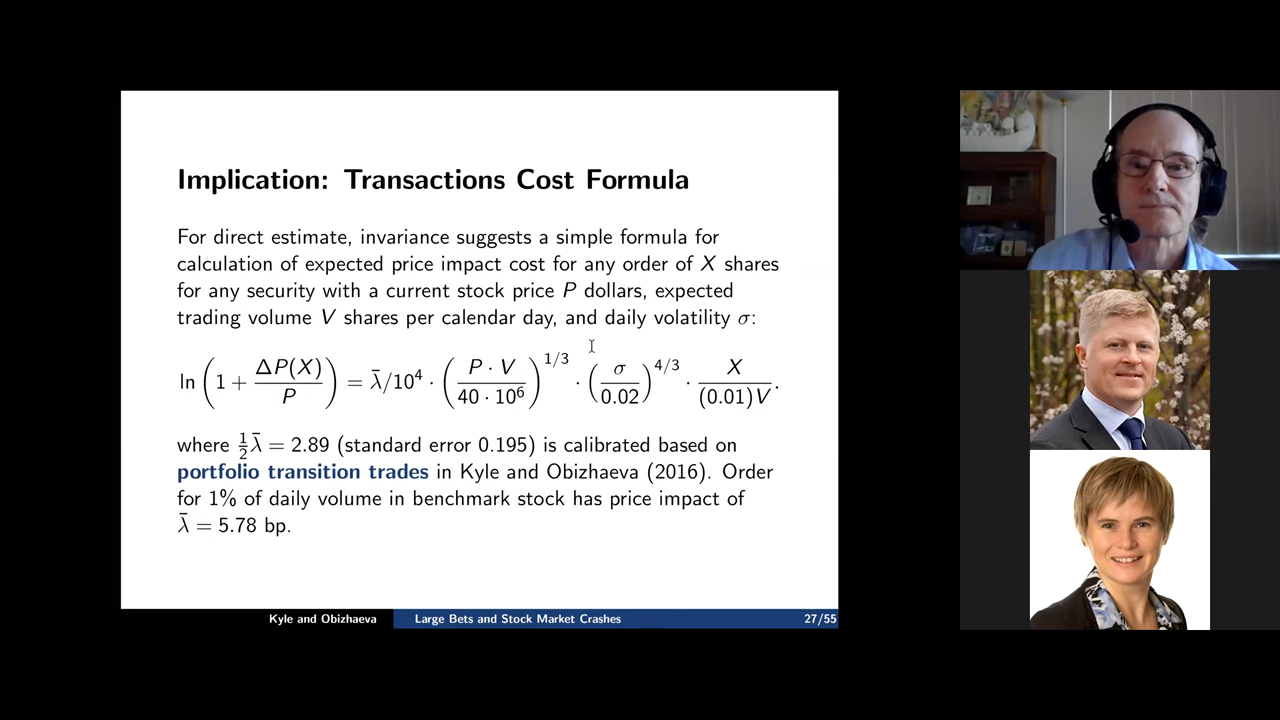 Implication: Transactions Cost Formula
For direct estimate, invariance suggests a simple formula for
calculation of expected price impact cost for any order of X shares
for any security with a current stock price P dollars, expected
trading volume V shares per calendar day, and daily volatility σ:
ln(1 + ΔP(X)/P) = λ̄/10⁴ · (P · V/40 · 10⁶)^1/3 · (σ/0.02)^4/3 · X/(0.01)V.
where ½λ̄ = 2.89 (standard error 0.195) is calibrated based on
portfolio transition trades in Kyle and Obizhaeva (2016). Order
for 1% of daily volume in benchmark stock has price impact of
λ̄ = 5.78 bp.
Kyle and Obizhaeva Large Bets and Stock Market Crashes 27/55